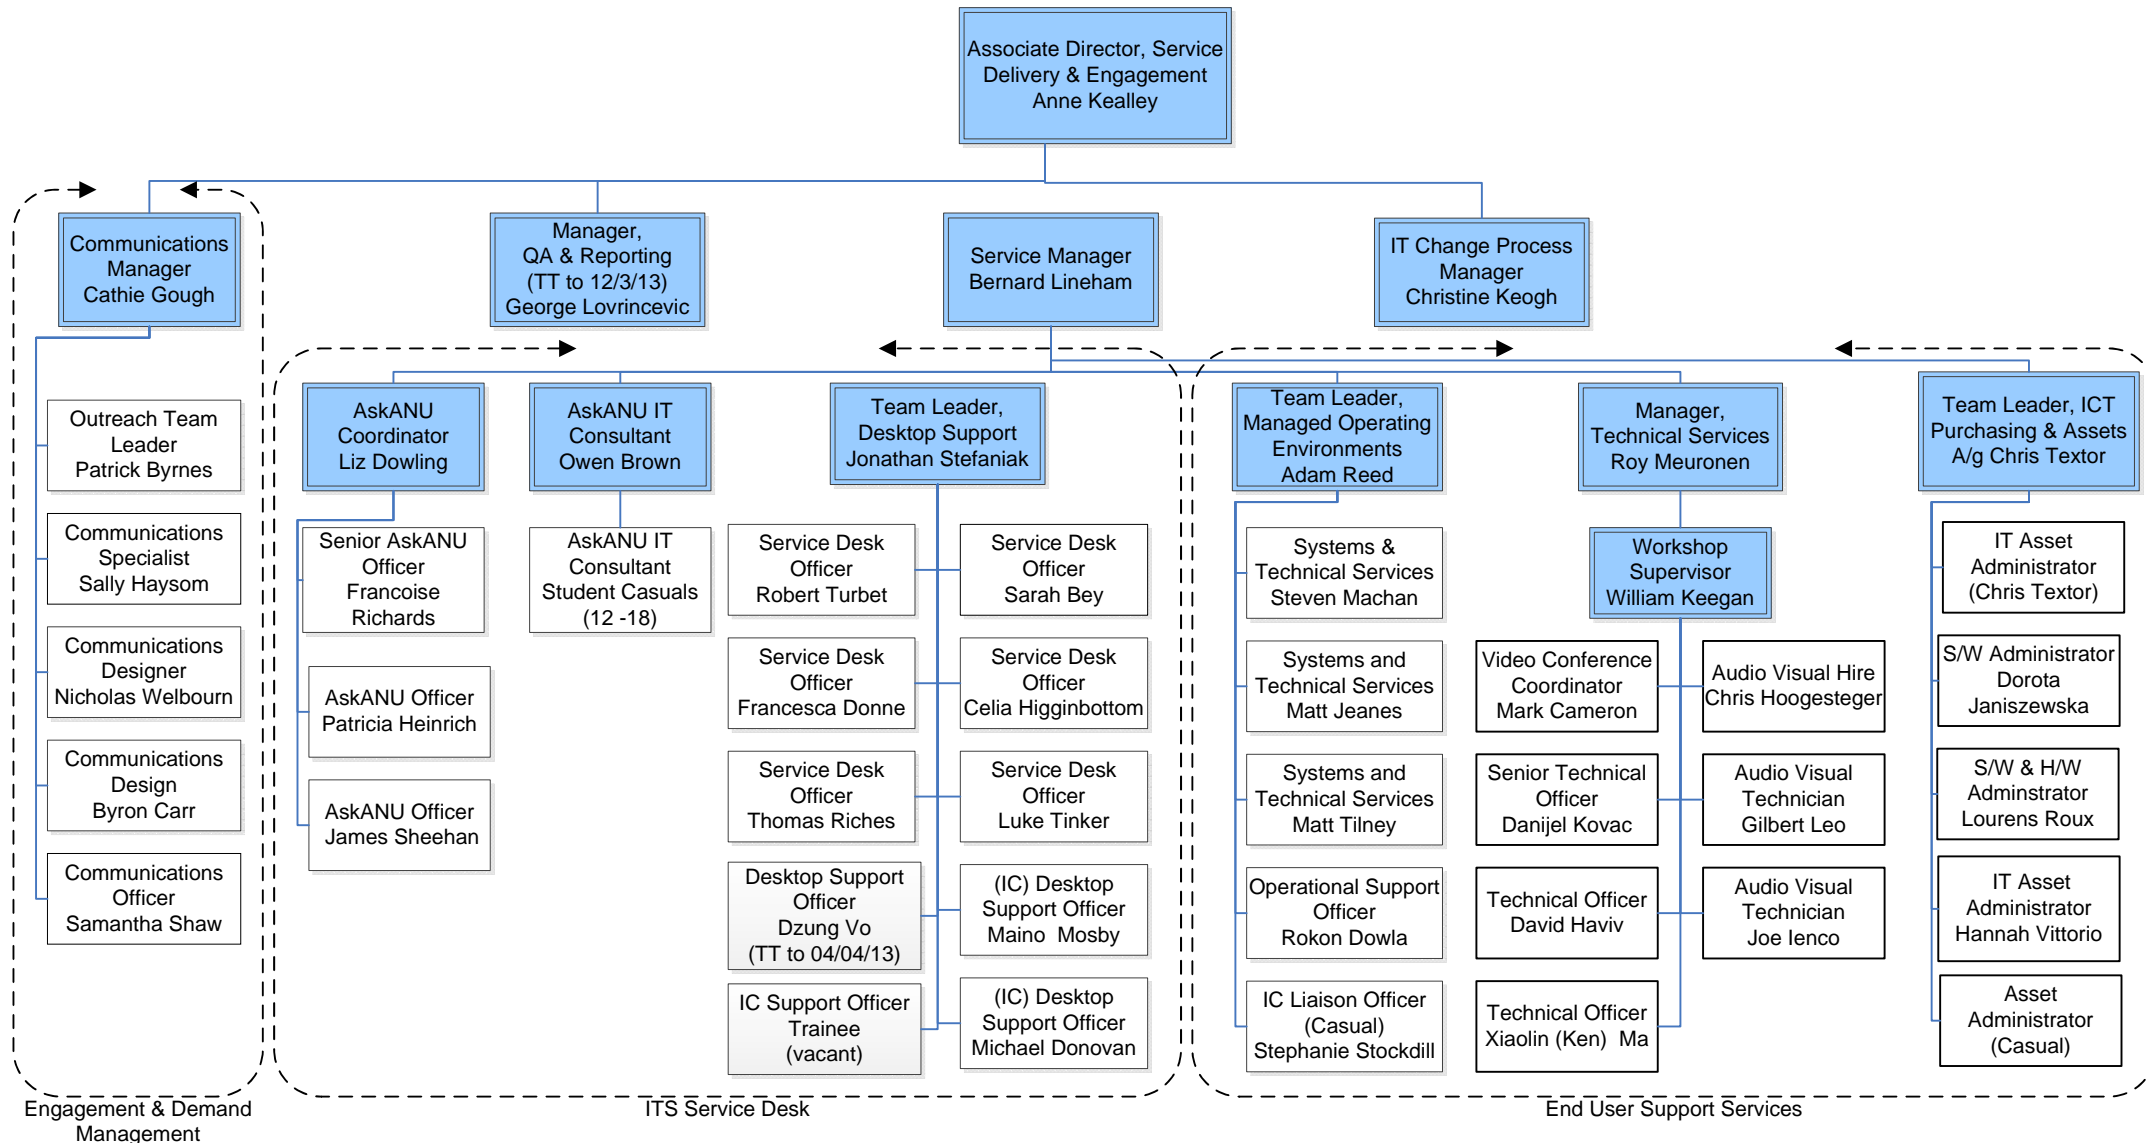 Associate Director, Service
Delivery & Engagement
Anne Kealley
Communications
Manager
Cathie Gough
Manager,
QA & Reporting
(TT to 12/3/13)
George Lovrincevic
Service Manager
Bernard Lineham
IT Change Process
Manager
Christine Keogh
Outreach Team
Leader
Patrick Byrnes
Communications
Specialist
Sally Haysom
Communications
Designer
Nicholas Welbourn
Communications
Design
Byron Carr
Communications
Officer
Samantha Shaw
Engagement & Demand
Management
AskANU
Coordinator
Liz Dowling
Senior AskANU
Officer
Francoise
Richards
AskANU Officer
Patricia Heinrich
AskANU Officer
James Sheehan
AskANU IT
Consultant
Owen Brown
AskANU IT
Consultant
Student Casuals
(12 -18)
Team Leader,
Desktop Support
Jonathan Stefaniak
Service Desk
Officer
Robert Turbet
Service Desk
Officer
Sarah Bey
Service Desk
Officer
Francesca Donne
Service Desk
Officer
Celia Higginbottom
Service Desk
Officer
Thomas Riches
Service Desk
Officer
Luke Tinker
Desktop Support
Officer
Dzung Vo
(TT to 04/04/13)
(IC) Desktop
Support Officer
Maino  Mosby
IC Support Officer
Trainee
(vacant)
(IC) Desktop
Support Officer
Michael Donovan
ITS Service Desk
Team Leader,
Managed Operating
Environments
Adam Reed
Systems &
Technical Services
Steven Machan
Systems and
Technical Services
Matt Jeanes
Systems and
Technical Services
Matt Tilney
Operational Support
Officer
Rokon Dowla
IC Liaison Officer
(Casual)
Stephanie Stockdill
Manager,
Technical Services
Roy Meuronen
Workshop
Supervisor
William Keegan
Video Conference
Coordinator
Mark Cameron
Audio Visual Hire
Chris Hoogesteger
Senior Technical
Officer
Danijel Kovac
Audio Visual
Technician
Gilbert Leo
Technical Officer
David Haviv
Audio Visual
Technician
Joe Ienco
Technical Officer
Xiaolin (Ken)  Ma
Team Leader, ICT
Purchasing & Assets
A/g Chris Textor
IT Asset
Administrator
(Chris Textor)
S/W Administrator
Dorota
Janiszewska
S/W & H/W
Adminstrator
Lourens Roux
IT Asset
Administrator
Hannah Vittorio
Asset
Administrator
(Casual)
End User Support Services